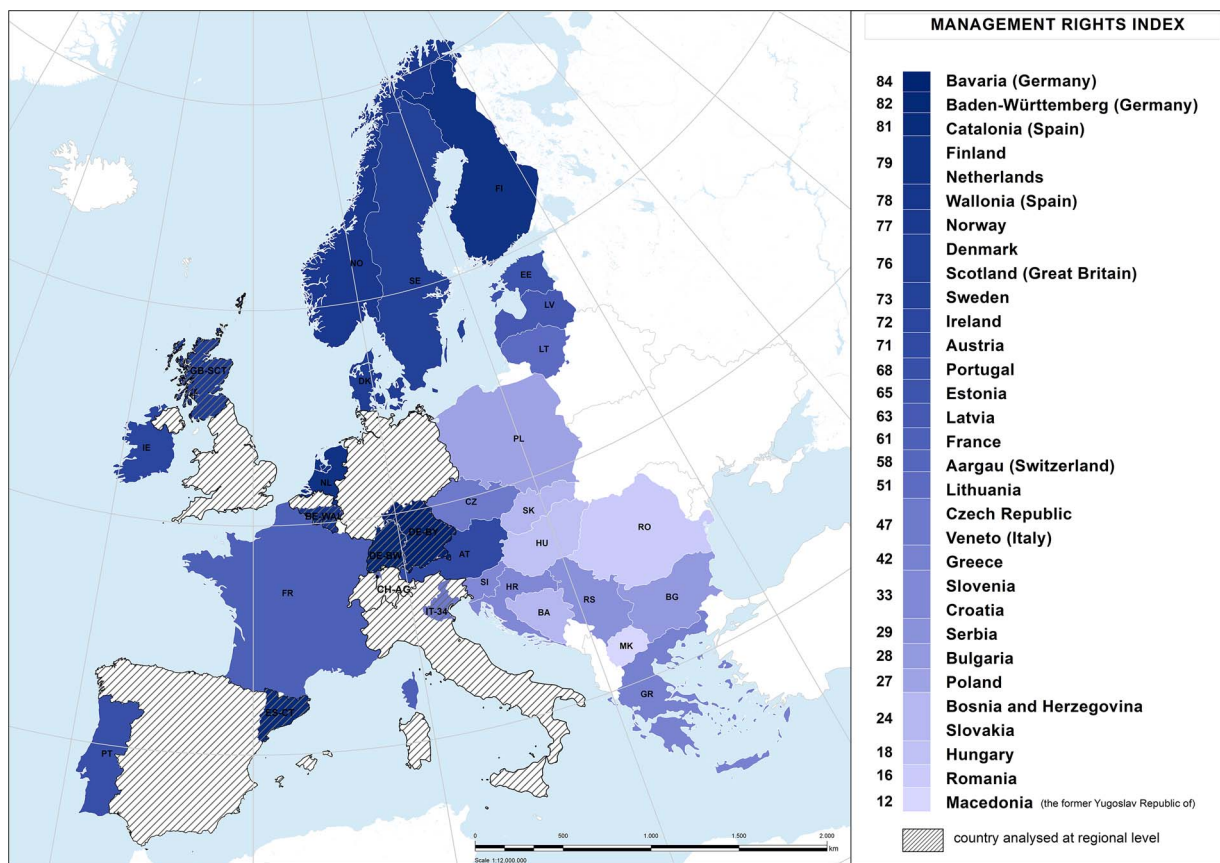 MANAGEMENT RIGHTS INDEX
84 Bavaria (Germany)
82 Baden-Württemberg (Germany)
81 Catalonia (Spain)
79 Finland
Netherlands
78 Wallonia (Spain)
77 Norway
76 Denmark
Scotland (Great Britain)
73 Sweden
72 Ireland
71 Austria
68 Portugal
65 Estonia
63 Latvia
61 France
58 Aargau (Switzerland)
51 Lithuania
47 Czech Republic
Veneto (Italy)
42 Greece
33 Slovenia
Croatia
29 Serbia
28 Bulgaria
27 Poland
24 Bosnia and Herzegovina
Slovakia
18 Hungary
16 Romania
12 Macedonia (the former Yugoslav Republic of)
country analysed at regional level
FI
NO
SE
EE
LV
LT
GB-SCT
DK
IE
PL
NL
BE-WAL
CZ
SK
DE-BY
DE-BW
AT
HU
RO
FR
CH-AG
SI
HR
IT-34
BA
RS
BG
MK
GR
ES-CT
PT
0 500 1.000 1.500 2.000
km
Scale 1:12.000.000